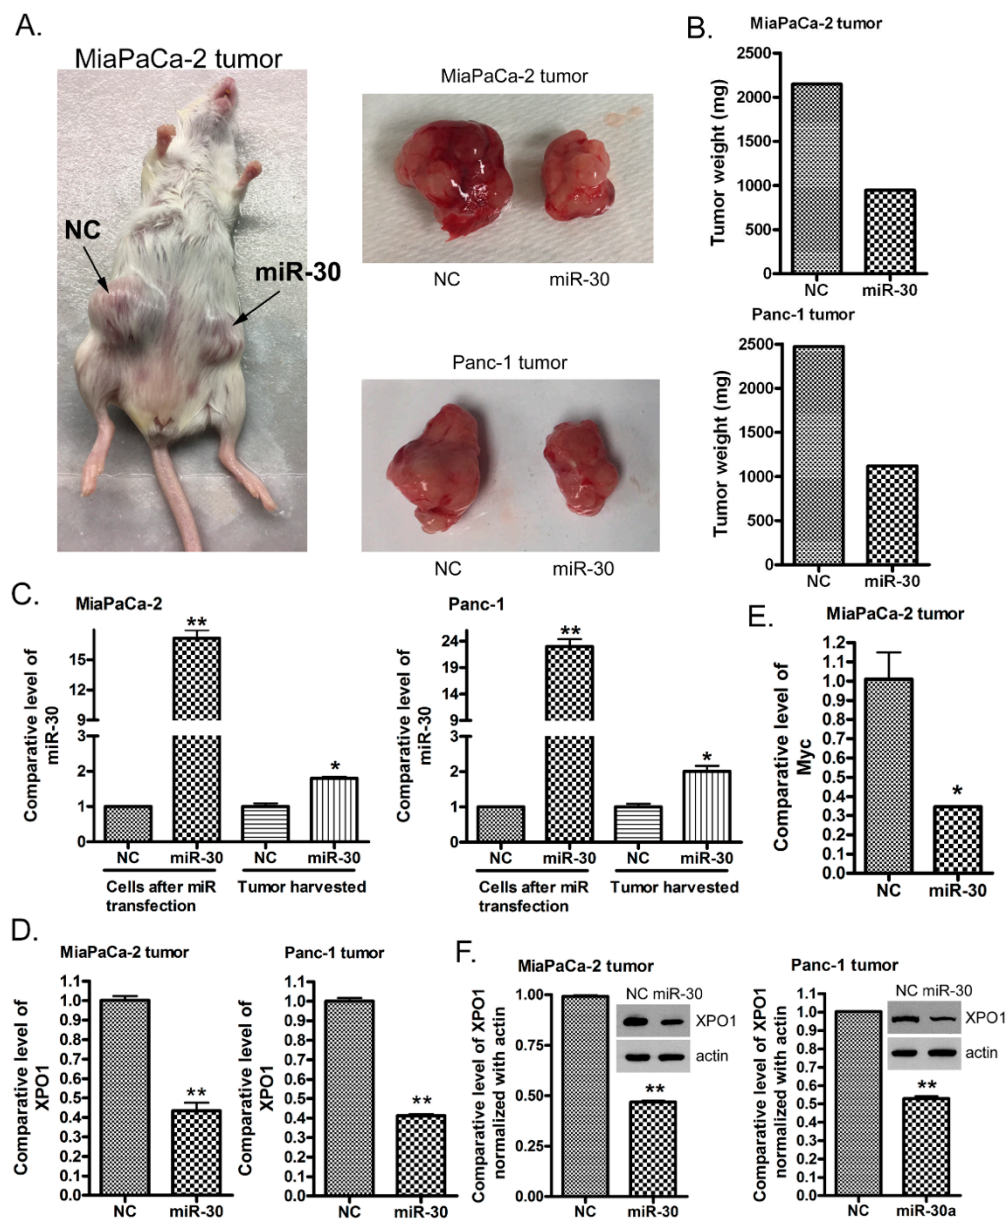 A.
MiaPaCa-2 tumor
NC
miR-30
MiaPaCa-2 tumor
NC miR-30
Panc-1 tumor
NC miR-30
B.
MiaPaCa-2 tumor
Tumor weight (mg)
2500
2000
1500
1000
500
0
NC miR-30
Panc-1 tumor
Tumor weight (mg)
2500
2000
1500
1000
500
0
NC miR-30
C.
MiaPaCa-2
Comparative level of
miR-30
15
9
3
2
1
0
**
*
NC miR-30 NC miR-30
Cells after miR
transfection
Tumor harvested
Panc-1
Comparative level of
miR-30
24
19
14
9
3
2
1
0
**
*
NC miR-30 NC miR-30
Cells after miR
transfection
Tumor harvested
E.
MiaPaCa-2 tumor
Comparative level of
Myc
1.2
1.1
1.0
0.9
0.8
0.7
0.6
0.5
0.4
0.3
0.2
0.1
0.0
*
NC miR-30
D.
MiaPaCa-2 tumor
Comparative level of
XPO1
1.1
1.0
0.9
0.8
0.7
0.6
0.5
0.4
0.3
0.2
0.1
0.0
**
NC miR-30
Panc-1 tumor
Comparative level of
XPO1
1.1
1.0
0.9
0.8
0.7
0.6
0.5
0.4
0.3
0.2
0.1
0.0
**
NC miR-30
F.
MiaPaCa-2 tumor
Comparative level of XPO1
normalized with actin
1.00
0.75
0.50
0.25
0.00
NC miR-30
XPO1
actin
**
NC miR-30
Panc-1 tumor
Comparative level of XPO1
normalized with actin
1.1
1.0
0.9
0.8
0.7
0.6
0.5
0.4
0.3
0.2
0.1
0.0
NC miR-30
XPO1
actin
**
NC miR-30a